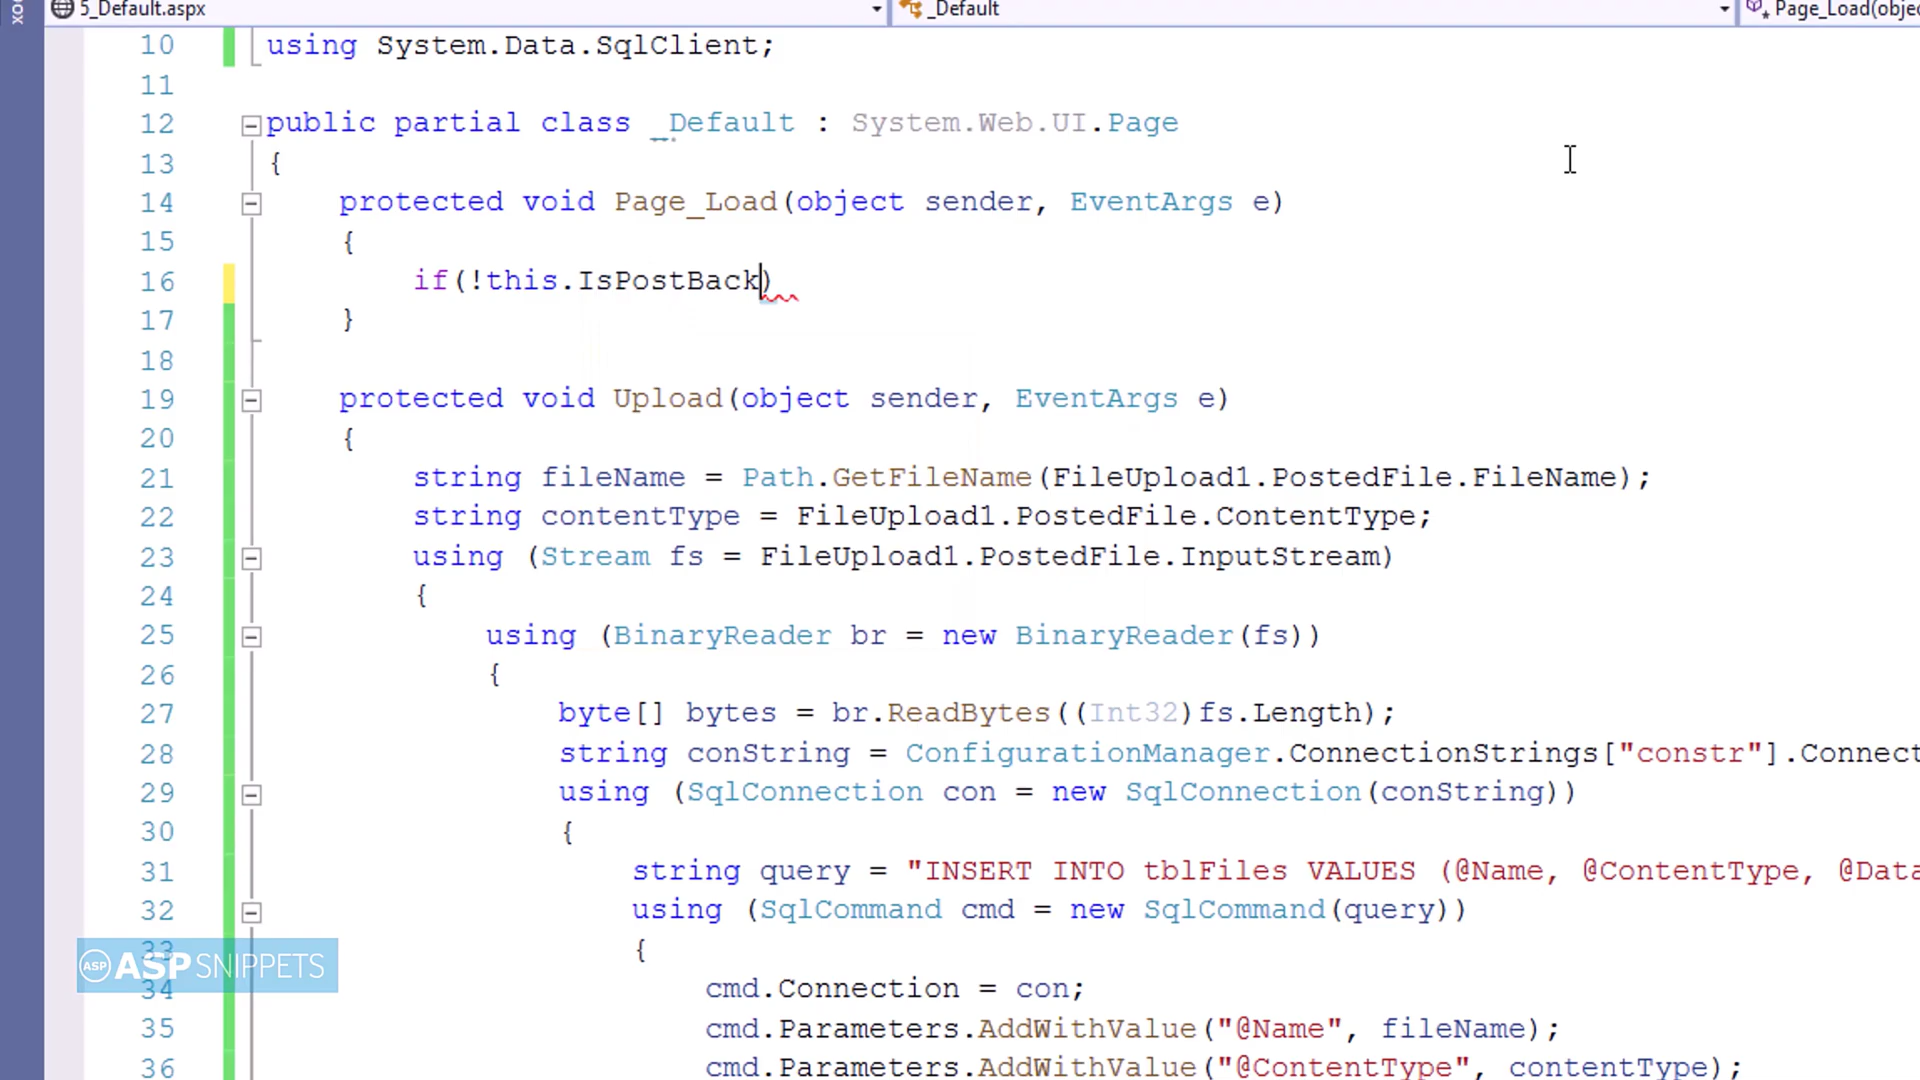 5_Default.aspx
_Default
Page_Load(objec
10 using System.Data.SqlClient;
11
12 public partial class _Default : System.Web.UI.Page
13 {
14 protected void Page_Load(object sender, EventArgs e)
15 {
16 if(!this.IsPostBack)
17 }
18
19 protected void Upload(object sender, EventArgs e)
20 {
21 string fileName = Path.GetFileName(FileUpload1.PostedFile.FileName);
22 string contentType = FileUpload1.PostedFile.ContentType;
23 using (Stream fs = FileUpload1.PostedFile.InputStream)
24 {
25 using (BinaryReader br = new BinaryReader(fs))
26 {
27 byte[] bytes = br.ReadBytes((Int32)fs.Length);
28 string conString = ConfigurationManager.ConnectionStrings["constr"].Connect
29 using (SqlConnection con = new SqlConnection(conString))
30 {
31 string query = "INSERT INTO tblFiles VALUES (@Name, @ContentType, @Data
32 using (SqlCommand cmd = new SqlCommand(query))
33 {
ASP ASPSNIPPETS
34 cmd.Connection = con;
35 cmd.Parameters.AddWithValue("@Name", fileName);
36 cmd.Parameters.AddWithValue("@ContentType", contentType);